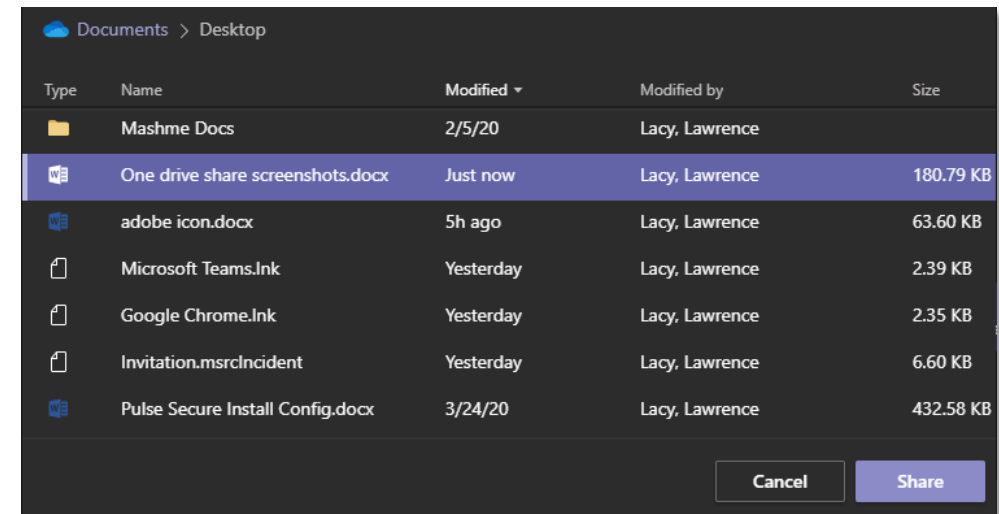 Documents > Desktop
Type Name Modified Modified by Size
Mashme Docs 2/5/20 Lacy, Lawrence
One drive share screenshots.docx Just now Lacy, Lawrence 180.79 KB
adobe icon.docx 5h ago Lacy, Lawrence 63.60 KB
Microsoft Teams.lnk Yesterday Lacy, Lawrence 2.39 KB
Google Chrome.lnk Yesterday Lacy, Lawrence 2.35 KB
Invitation.msrcIncident Yesterday Lacy, Lawrence 6.60 KB
Pulse Secure Install Config.docx 3/24/20 Lacy, Lawrence 432.58 KB
Cancel Share